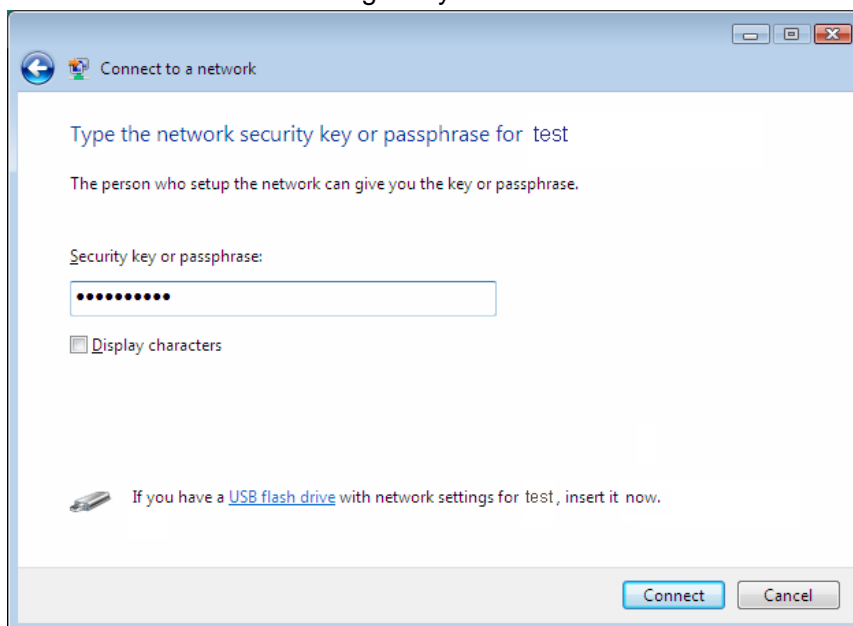 Connect to a network
Type the network security key or passphrase for test
The person who setup the network can give you the key or passphrase.
Security key or passphrase:
••••••••••
Display characters
If you have a USB flash drive with network settings for test, insert it now.
Connect Cancel